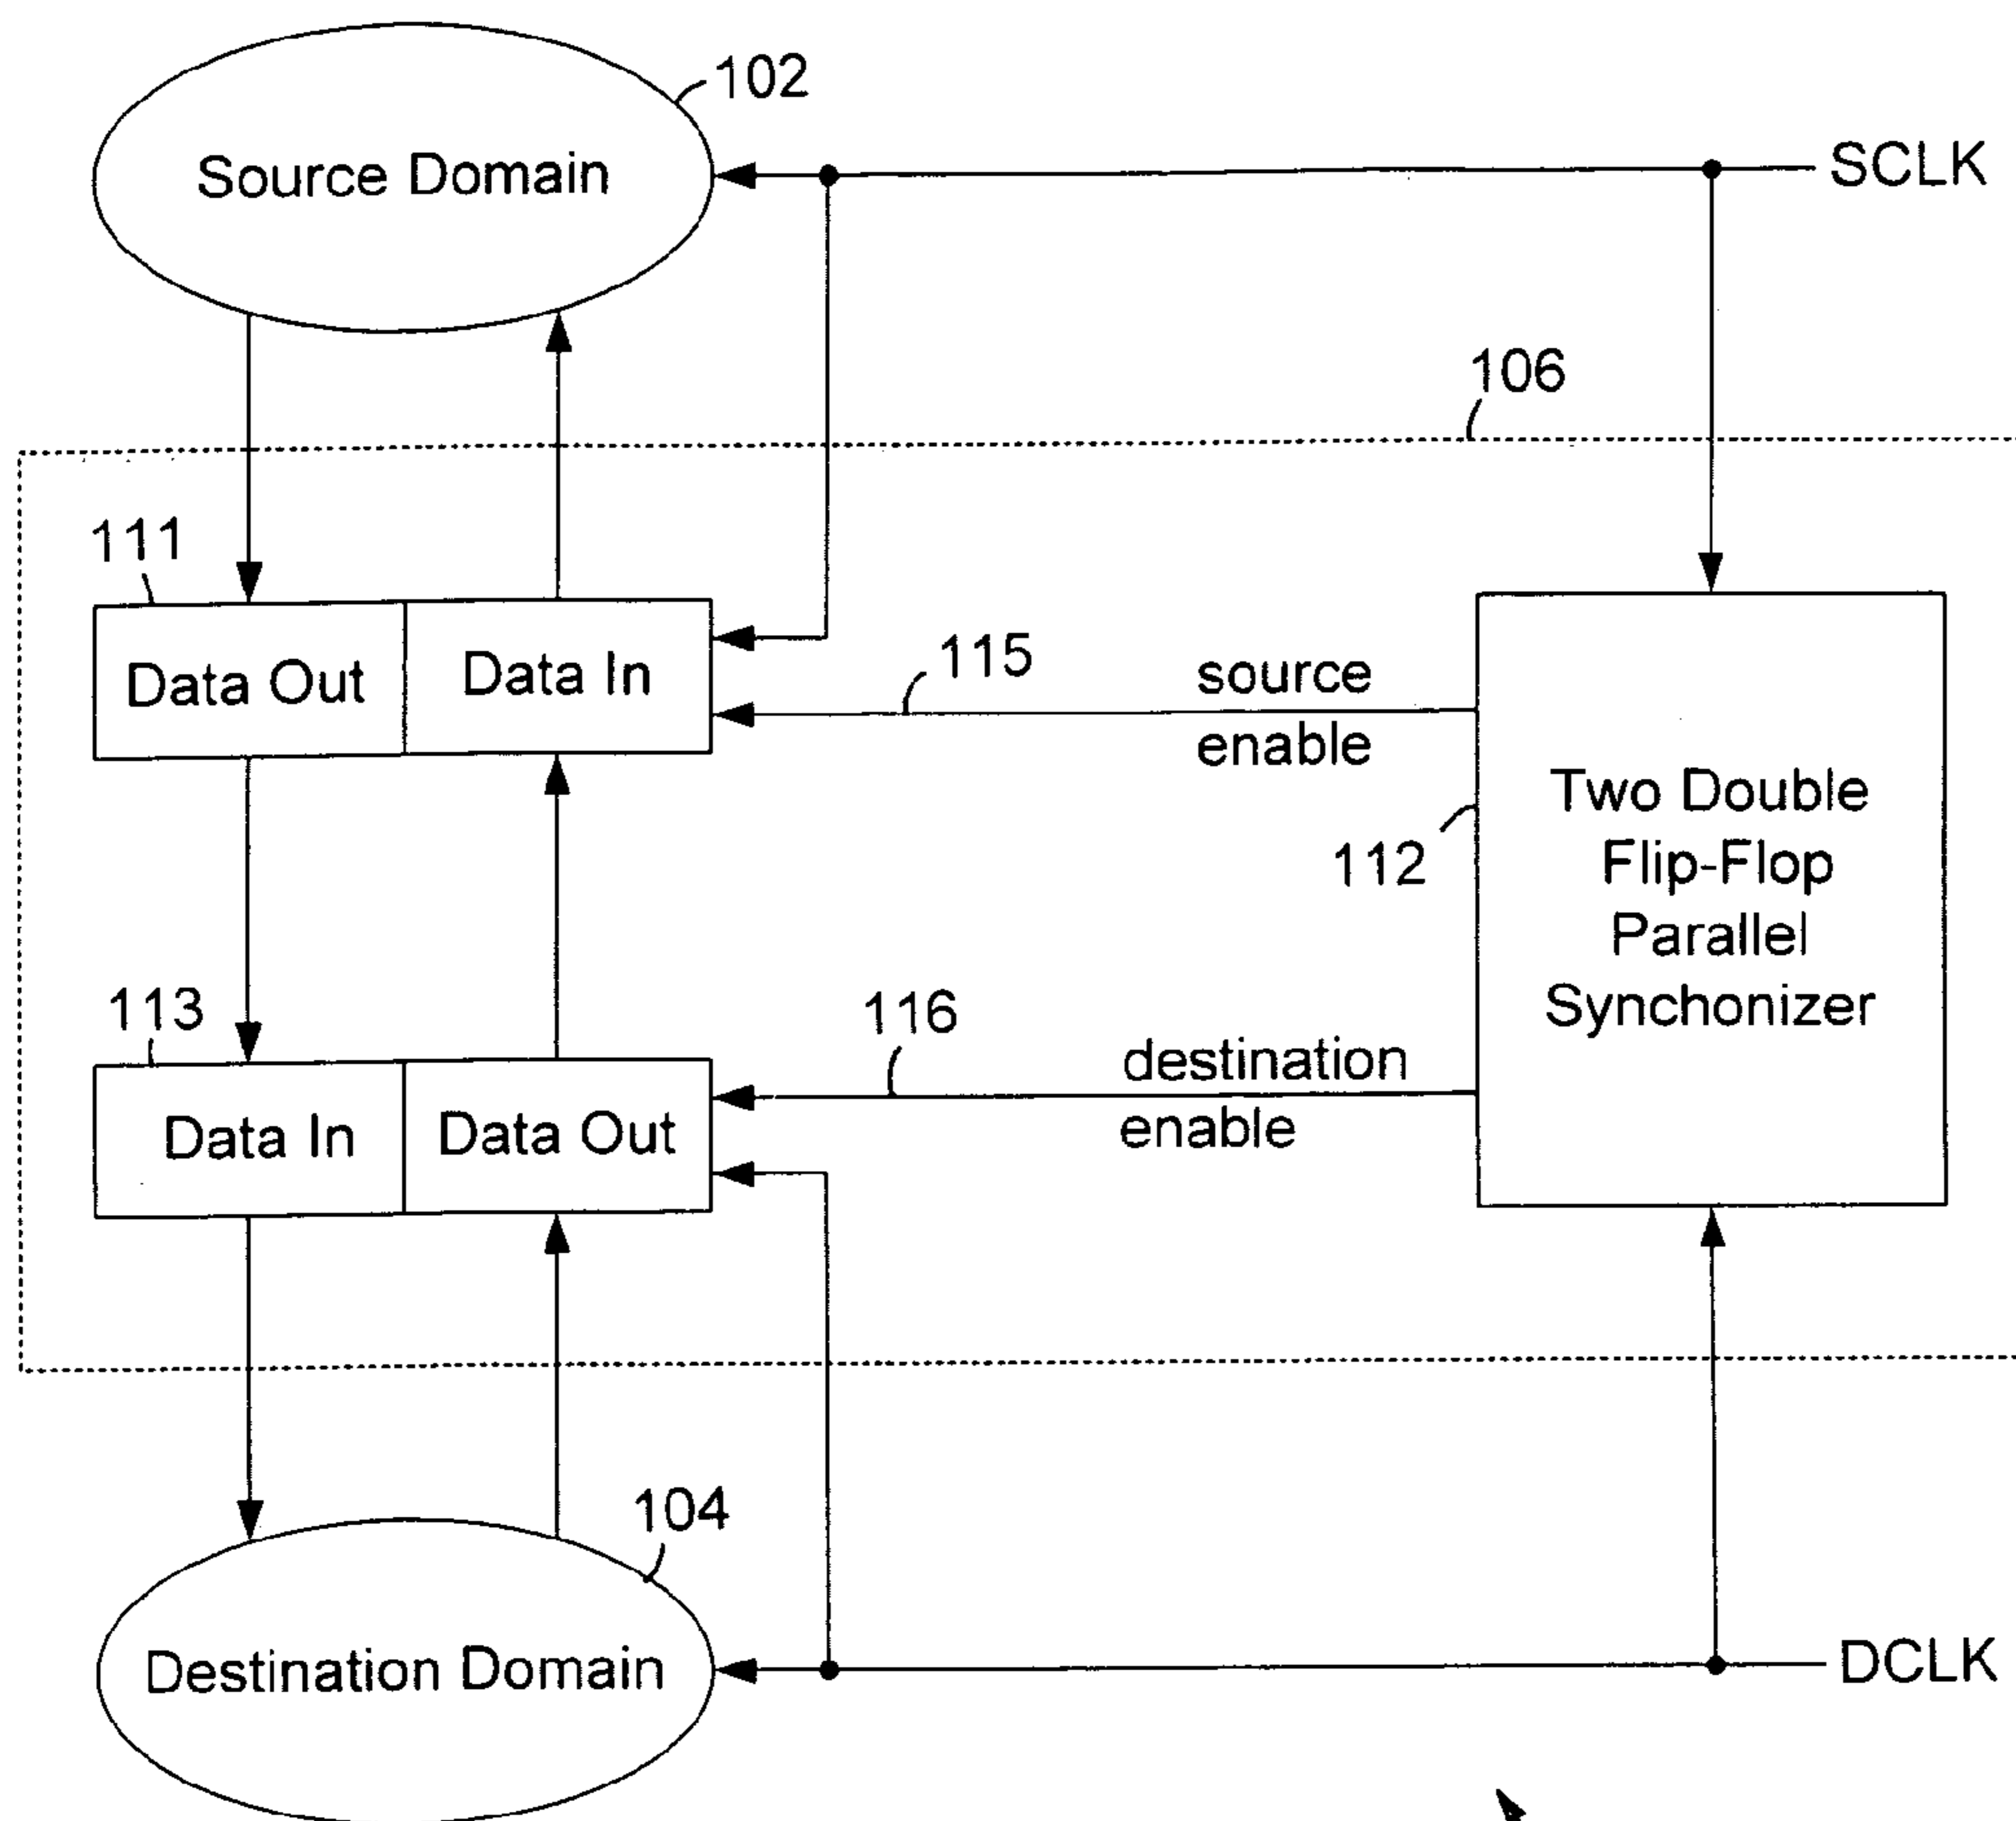 102
Source Domain
SCLK
106
111
Data Out
Data In
115
source
enable
112
Two Double
Flip-Flop
Parallel
Synchonizer
113
Data In
Data Out
116
destination
enable
104
Destination Domain
DCLK